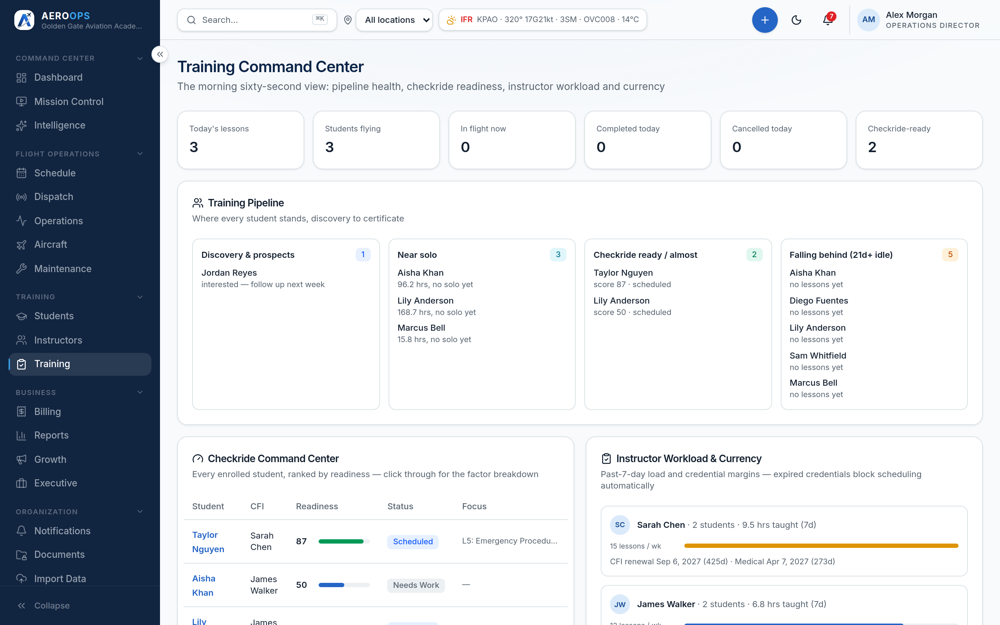 AEROOPS
Golden Gate Aviation Acade...
COMMAND CENTER
Dashboard
Mission Control
Intelligence
FLIGHT OPERATIONS
Schedule
Dispatch
Operations
Aircraft
Maintenance
TRAINING
Students
Instructors
Training
BUSINESS
Billing
Reports
Growth
Executive
ORGANIZATION
Notifications
Documents
Import Data
Collapse
Search...
⌘K
All locations
IFR KPAO · 320° 17G21kt · 3SM · OVC008 · 14°C
7
AM
Alex Morgan
OPERATIONS DIRECTOR
Training Command Center
The morning sixty-second view: pipeline health, checkride readiness, instructor workload and currency
Today's lessons
3
Students flying
3
In flight now
0
Completed today
0
Cancelled today
0
Checkride-ready
2
Training Pipeline
Where every student stands, discovery to certificate
Discovery & prospects 1
Jordan Reyes
interested — follow up next week
Near solo 3
Aisha Khan
96.2 hrs, no solo yet
Lily Anderson
168.7 hrs, no solo yet
Marcus Bell
15.8 hrs, no solo yet
Checkride ready / almost 2
Taylor Nguyen
score 87 · scheduled
Lily Anderson
score 50 · scheduled
Falling behind (21d+ idle) 5
Aisha Khan
no lessons yet
Diego Fuentes
no lessons yet
Lily Anderson
no lessons yet
Sam Whitfield
no lessons yet
Marcus Bell
no lessons yet
Checkride Command Center
Every enrolled student, ranked by readiness — click through for the factor breakdown
Student CFI Readiness Status Focus
Taylor Nguyen Sarah Chen 87 Scheduled L5: Emergency Procedu...
Aisha Khan James Walker 50 Needs Work —
Lily James
Instructor Workload & Currency
Past-7-day load and credential margins — expired credentials block scheduling
automatically
SC
Sarah Chen · 2 students · 9.5 hrs taught (7d)
15 lessons / wk
CFI renewal Sep 6, 2027 (425d) · Medical Apr 7, 2027 (273d)
JW
James Walker · 2 students · 6.8 hrs taught (7d)